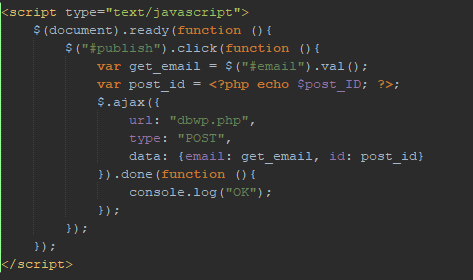 <script type="text/javascript">
    $(document).ready(function (){
        $("#publish").click(function (){
            var get_email = $("#email").val();
            var post_id = <?php echo $post_ID; ?>;
            $.ajax({
                url: "dbwp.php",
                type: "POST",
                data: {email: get_email, id: post_id}
            }).done(function (){
                console.log("OK");
            });
        });
    });
</script>